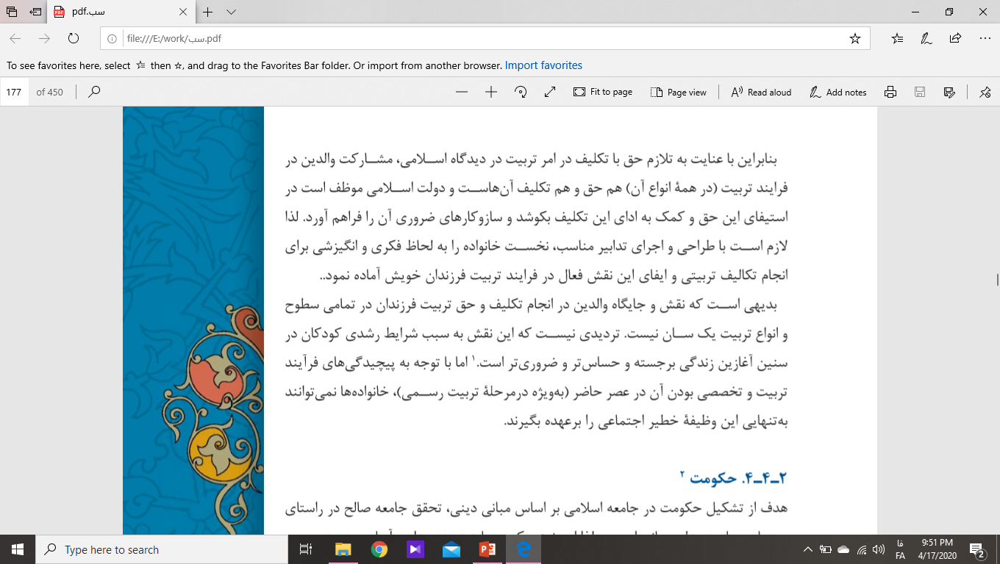 سب.pdf
file:///E:/work/سب.pdf
To see favorites here, select then , and drag to the Favorites Bar folder. Or import from another browser. Import favorites
177 of 450 Fit to page Page view Read aloud Add notes
بنابراین با عنایت به تلازم حق با تکلیف در امر تربیت در دیدگاه اسلامی، مشارکت والدین در
فرایند تربیت (در همۀ انواع آن) هم حق و هم تکلیف آن‌هاست و دولت اسلامی موظف است در
استیفای این حق و کمک به ادای این تکلیف بکوشد و سازوکارهای ضروری آن را فراهم آورد. لذا
لازم است با طراحی و اجرای تدابیر مناسب، نخست خانواده را به لحاظ فکری و انگیزشی برای
انجام تکالیف تربیتی و ایفای این نقش فعال در فرایند تربیت فرزندان خویش آماده نمود..
بدیهی است که نقش و جایگاه والدین در انجام تکلیف و حق تربیت فرزندان در تمامی سطوح
و انواع تربیت یک سان نیست. تردیدی نیست که این نقش به سبب شرایط رشدی کودکان در
سنین آغازین زندگی برجسته و حساس‌تر و ضروری‌تر است.۱ اما با توجه به پیچیدگی‌های فرآیند
تربیت و تخصصی بودن آن در عصر حاضر (به‌ویژه درمرحلۀ تربیت رسمی)، خانواده‌ها نمی‌توانند
به‌تنهایی این وظیفۀ خطیر اجتماعی را برعهده بگیرند.
۲ـ۴ـ۴. حکومت ۲
هدف از تشکیل حکومت در جامعه اسلامی بر اساس مبانی دینی، تحقق جامعه صالح در راستای
Type here to search
فا
FA
9:51 PM
4/17/2020
2